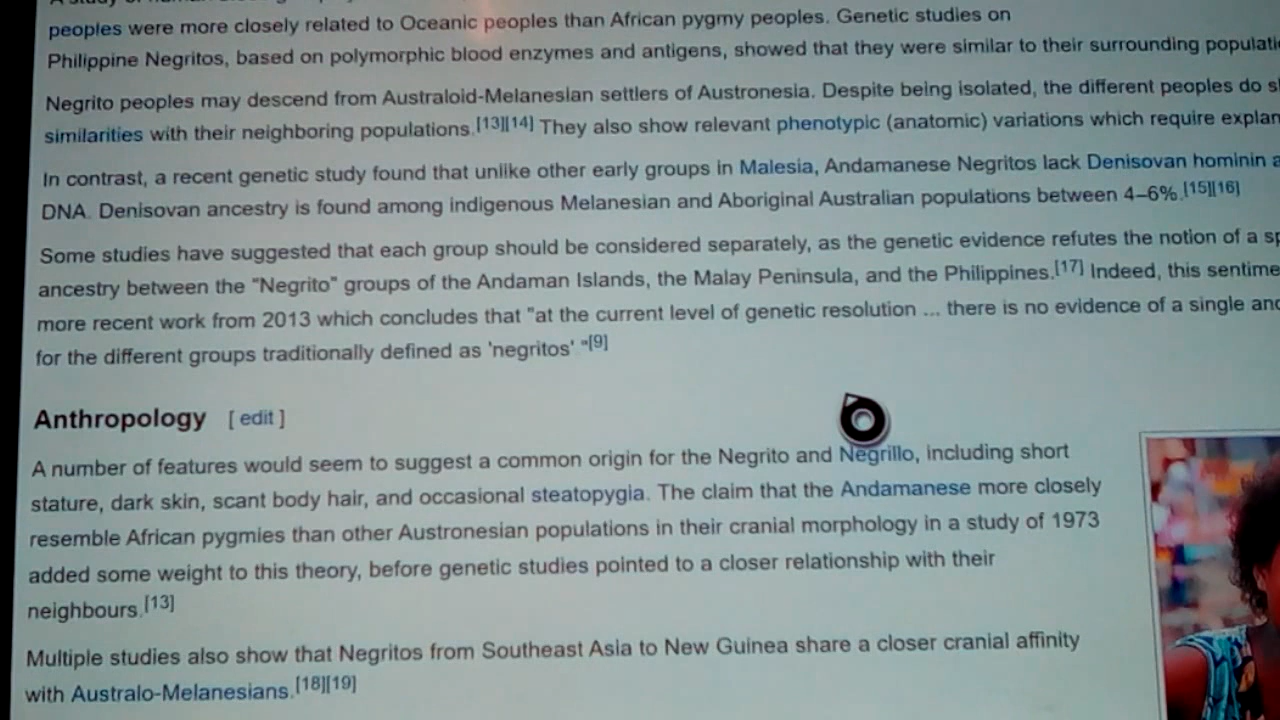 peoples were more closely related to Oceanic peoples than African pygmy peoples. Genetic studies on
Philippine Negritos, based on polymorphic blood enzymes and antigens, showed that they were similar to their surrounding
Negrito peoples may descend from Australoid-Melanesian settlers of Austronesia. Despite being isolated, the different peoples do
similarities with their neighboring populations.[13][14] They also show relevant phenotypic (anatomic) variations which require
In contrast, a recent genetic study found that unlike other early groups in Malesia, Andamanese Negritos lack Denisovan hominin
DNA. Denisovan ancestry is found among indigenous Melanesian and Aboriginal Australian populations between 4–6%.[15][16]
Some studies have suggested that each group should be considered separately, as the genetic evidence refutes the notion of a
ancestry between the "Negrito" groups of the Andaman Islands, the Malay Peninsula, and the Philippines.[17] Indeed, this
more recent work from 2013 which concludes that "at the current level of genetic resolution ... there is no evidence of a single
for the different groups traditionally defined as 'negritos' "[9]
Anthropology [ edit ]
A number of features would seem to suggest a common origin for the Negrito and Negrillo, including short
stature, dark skin, scant body hair, and occasional steatopygia. The claim that the Andamanese more closely
resemble African pygmies than other Austronesian populations in their cranial morphology in a study of 1973
added some weight to this theory, before genetic studies pointed to a closer relationship with their
neighbours.[13]
Multiple studies also show that Negritos from Southeast Asia to New Guinea share a closer cranial affinity
with Australo-Melanesians.[18][19]